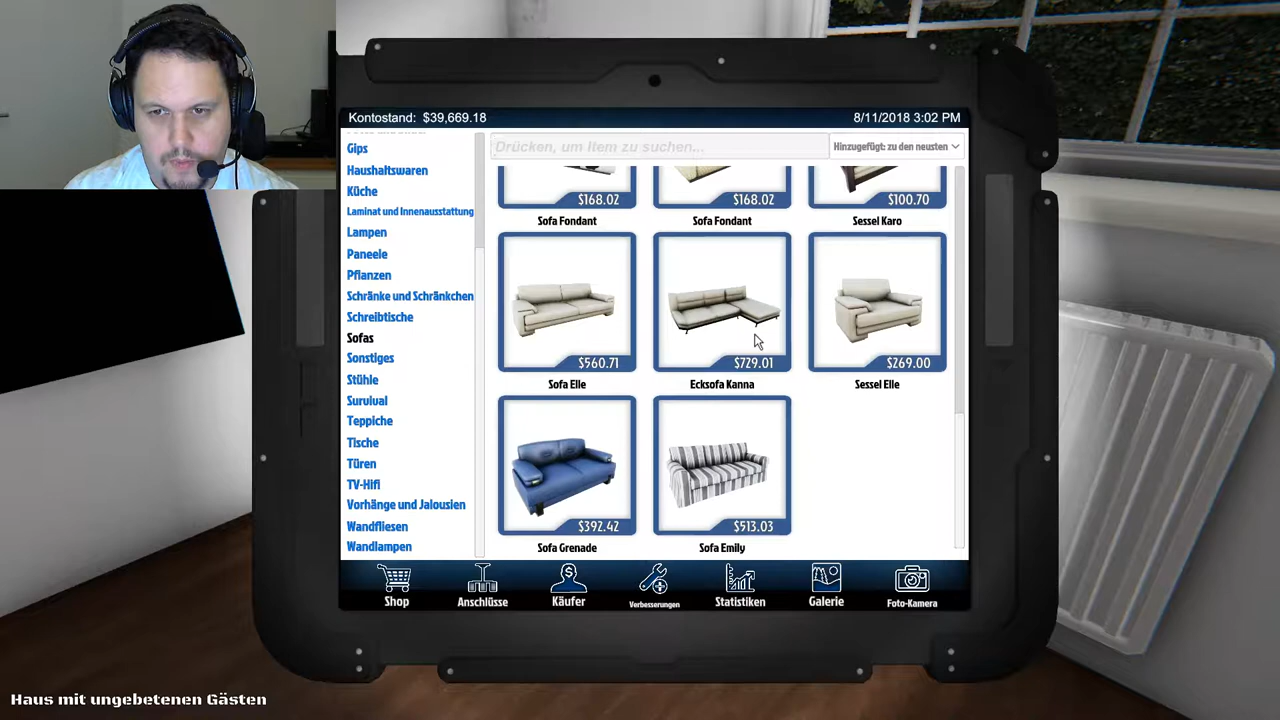 Kontostand: $39,669.18
8/11/2018 3:02 PM
Drücken, um Item zu suchen...
Hinzugefügt: zu den neusten
Gips
Haushaltswaren
Küche
Laminat und Innenausstattung
Lampen
Paneele
Pflanzen
Schränke und Schränkchen
Schreibtische
Sofas
Sonstiges
Stühle
Survival
Teppiche
Tische
Türen
TV-Hifi
Vorhänge und Jalousien
Wandfliesen
Wandlampen
$168.02
$168.02
$100.70
Sofa Fondant
Sofa Fondant
Sessel Karo
$560.71
$729.01
$269.00
Sofa Elle
Ecksofa Kanna
Sessel Elle
$392.42
$513.03
Sofa Grenade
Sofa Emily
Shop
Anschlüsse
Käufer
Verbesserungen
Statistiken
Galerie
Foto-Kamera
Haus mit ungebetenen Gästen